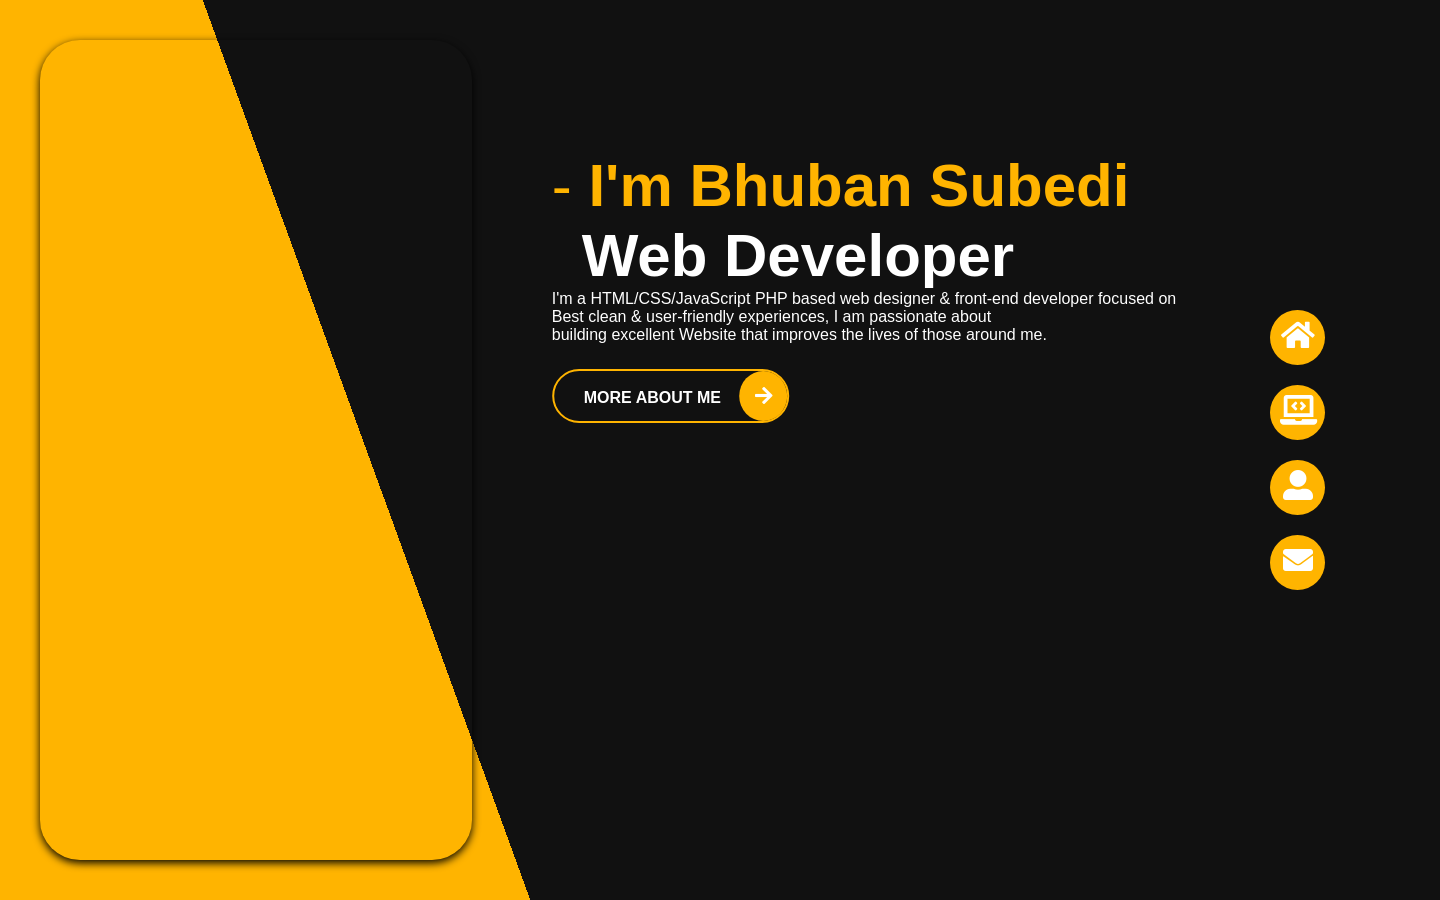 - I'm Bhuban Subedi
Web Developer
I'm a HTML/CSS/JavaScript PHP based web designer & front-end developer focused on
Best clean & user-friendly experiences, I am passionate about
building excellent Website that improves the lives of those around me.
MORE ABOUT ME